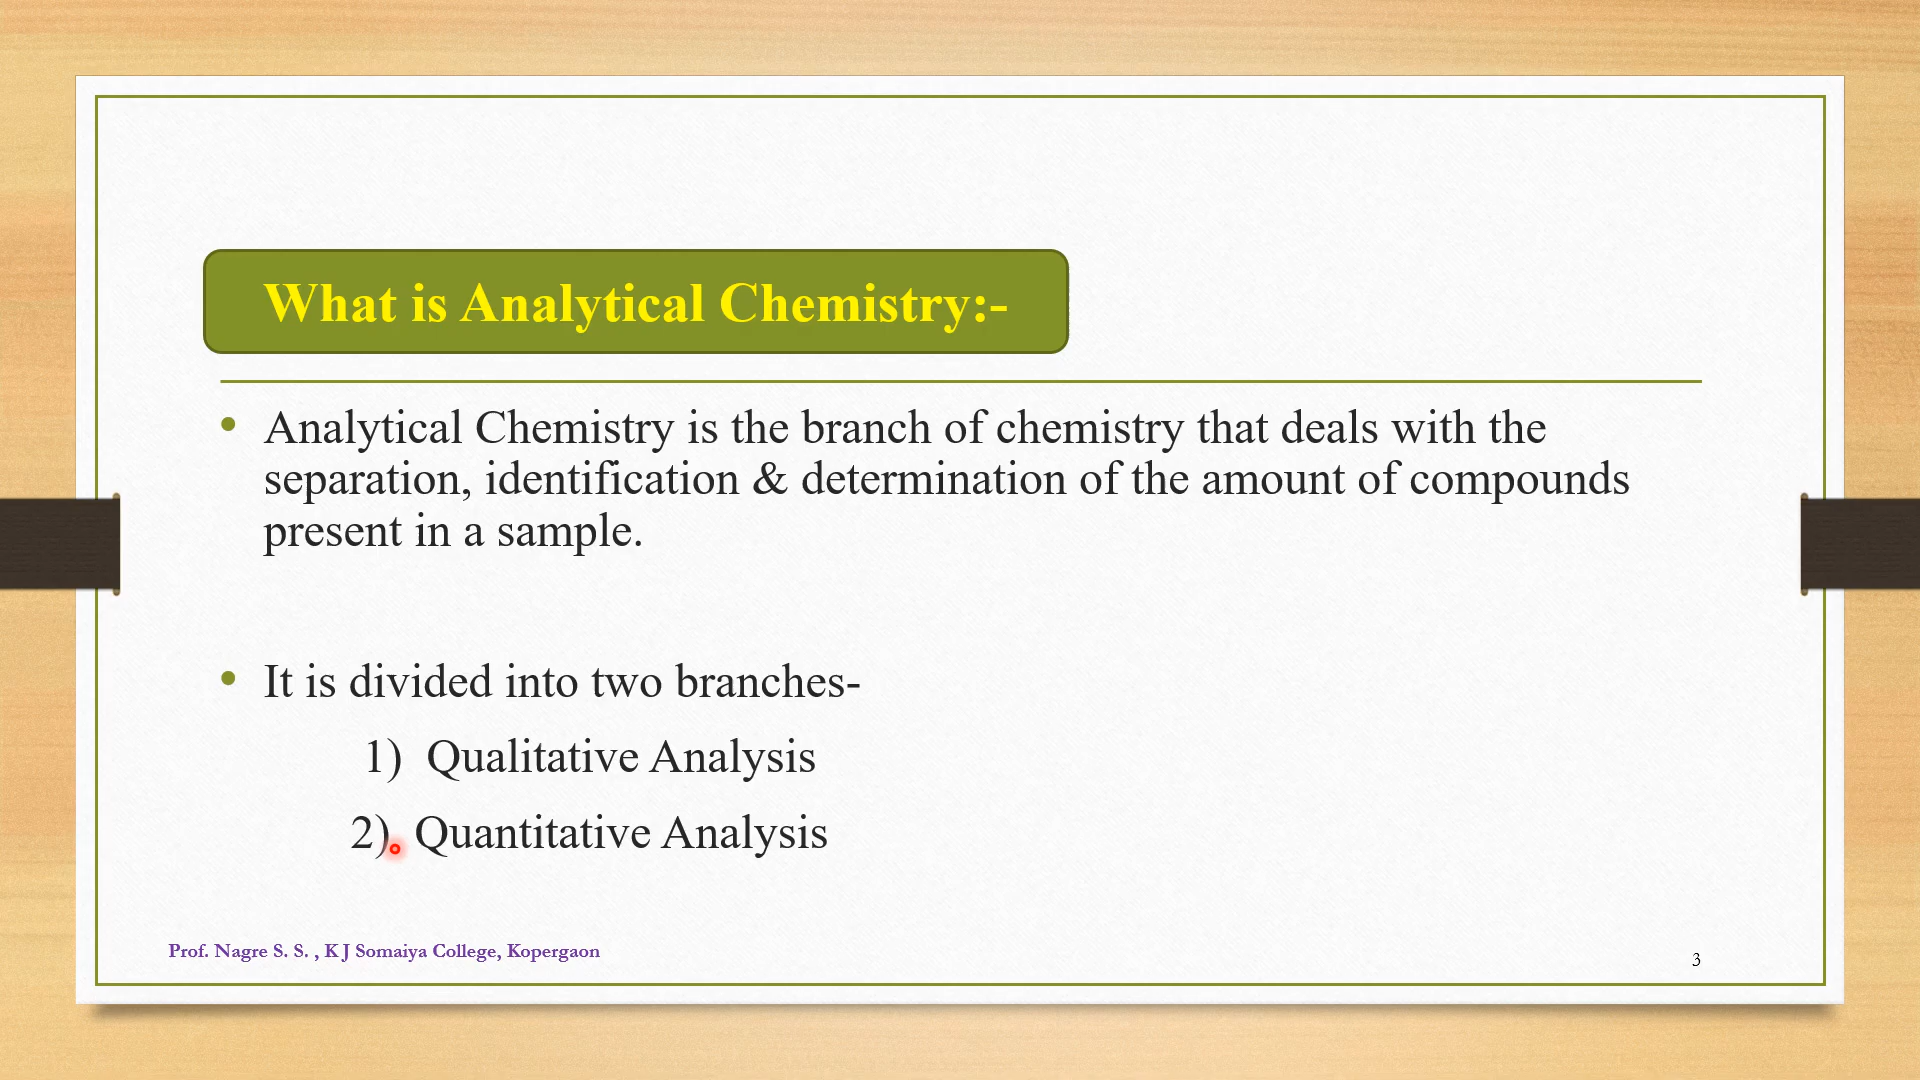 What is Analytical Chemistry:-
Analytical Chemistry is the branch of chemistry that deals with the
separation, identification & determination of the amount of compounds
present in a sample.
It is divided into two branches-
1) Qualitative Analysis
2) Quantitative Analysis
Prof. Nagre S. S. , K J Somaiya College, Kopergaon
3